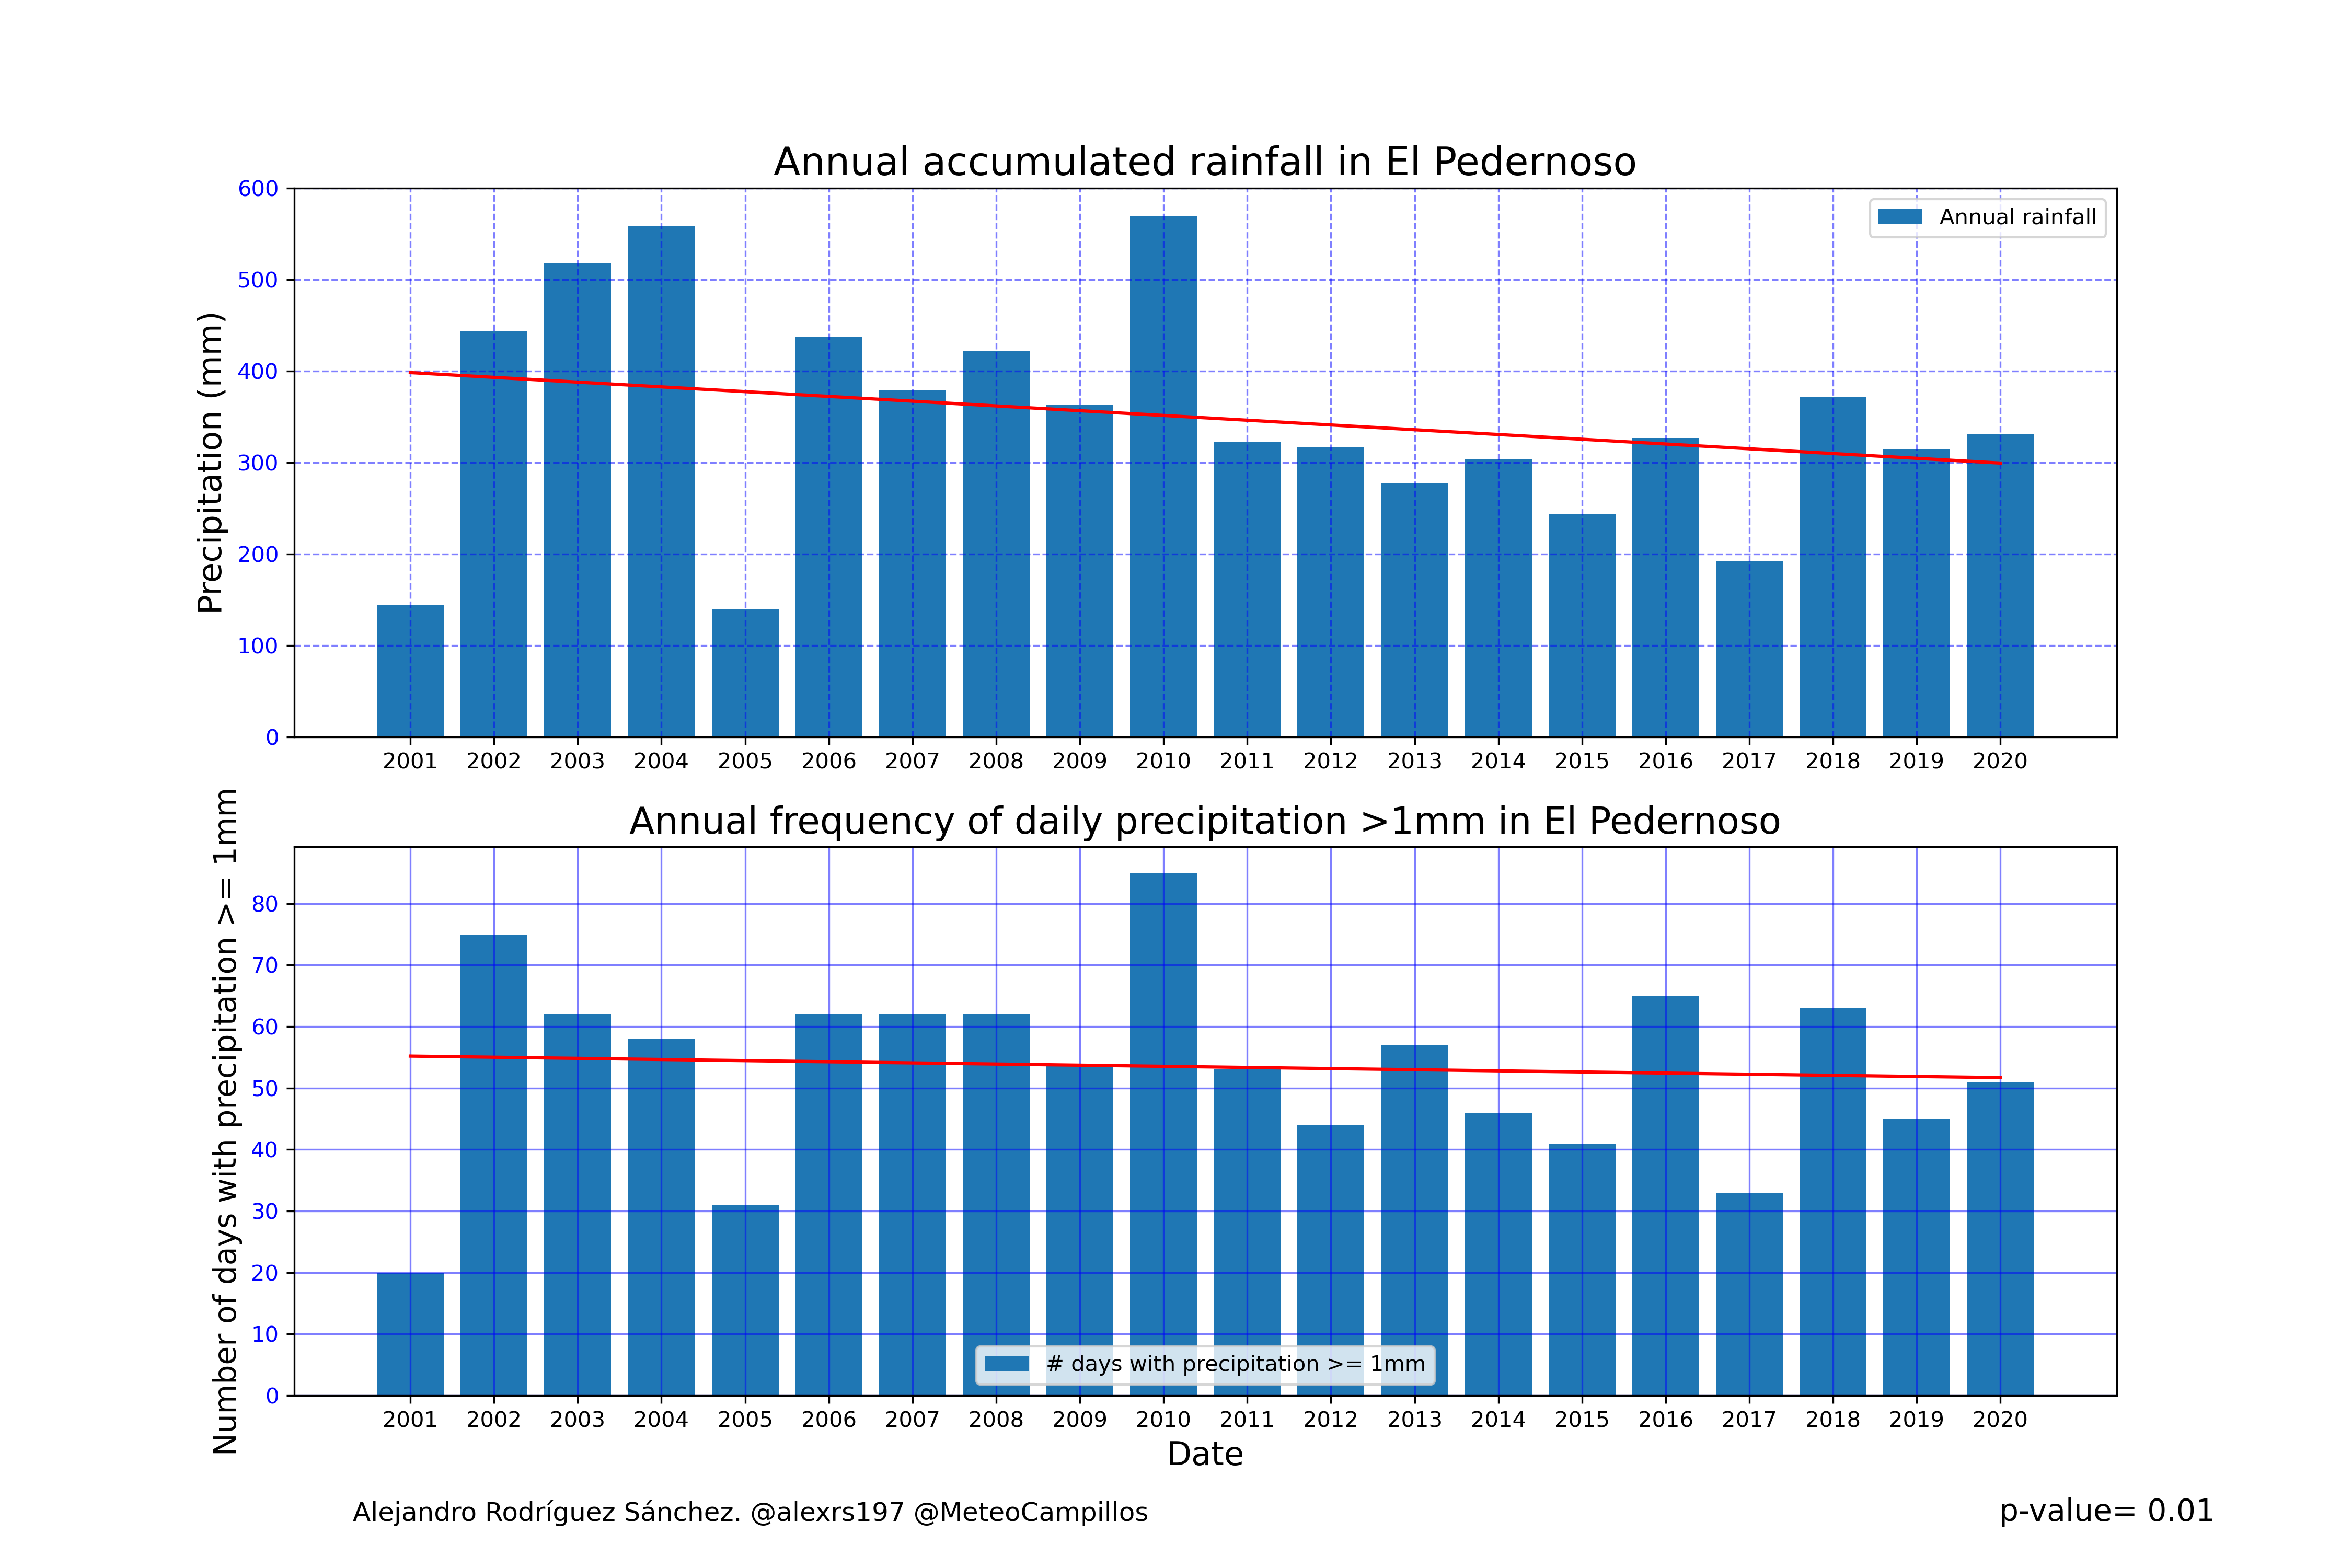 Annual accumulated rainfall in El Pedernoso
Precipitation (mm)
600
500
400
300
200
100
0
Annual rainfall
2001 2002 2003 2004 2005 2006 2007 2008 2009 2010 2011 2012 2013 2014 2015 2016 2017 2018 2019 2020
Annual frequency of daily precipitation >1mm in El Pedernoso
Number of days with precipitation >= 1mm
80
70
60
50
40
30
20
10
0
# days with precipitation >= 1mm
2001 2002 2003 2004 2005 2006 2007 2008 2009 2010 2011 2012 2013 2014 2015 2016 2017 2018 2019 2020
Date
Alejandro Rodríguez Sánchez. @alexrs197 @MeteoCampillos
p-value= 0.01